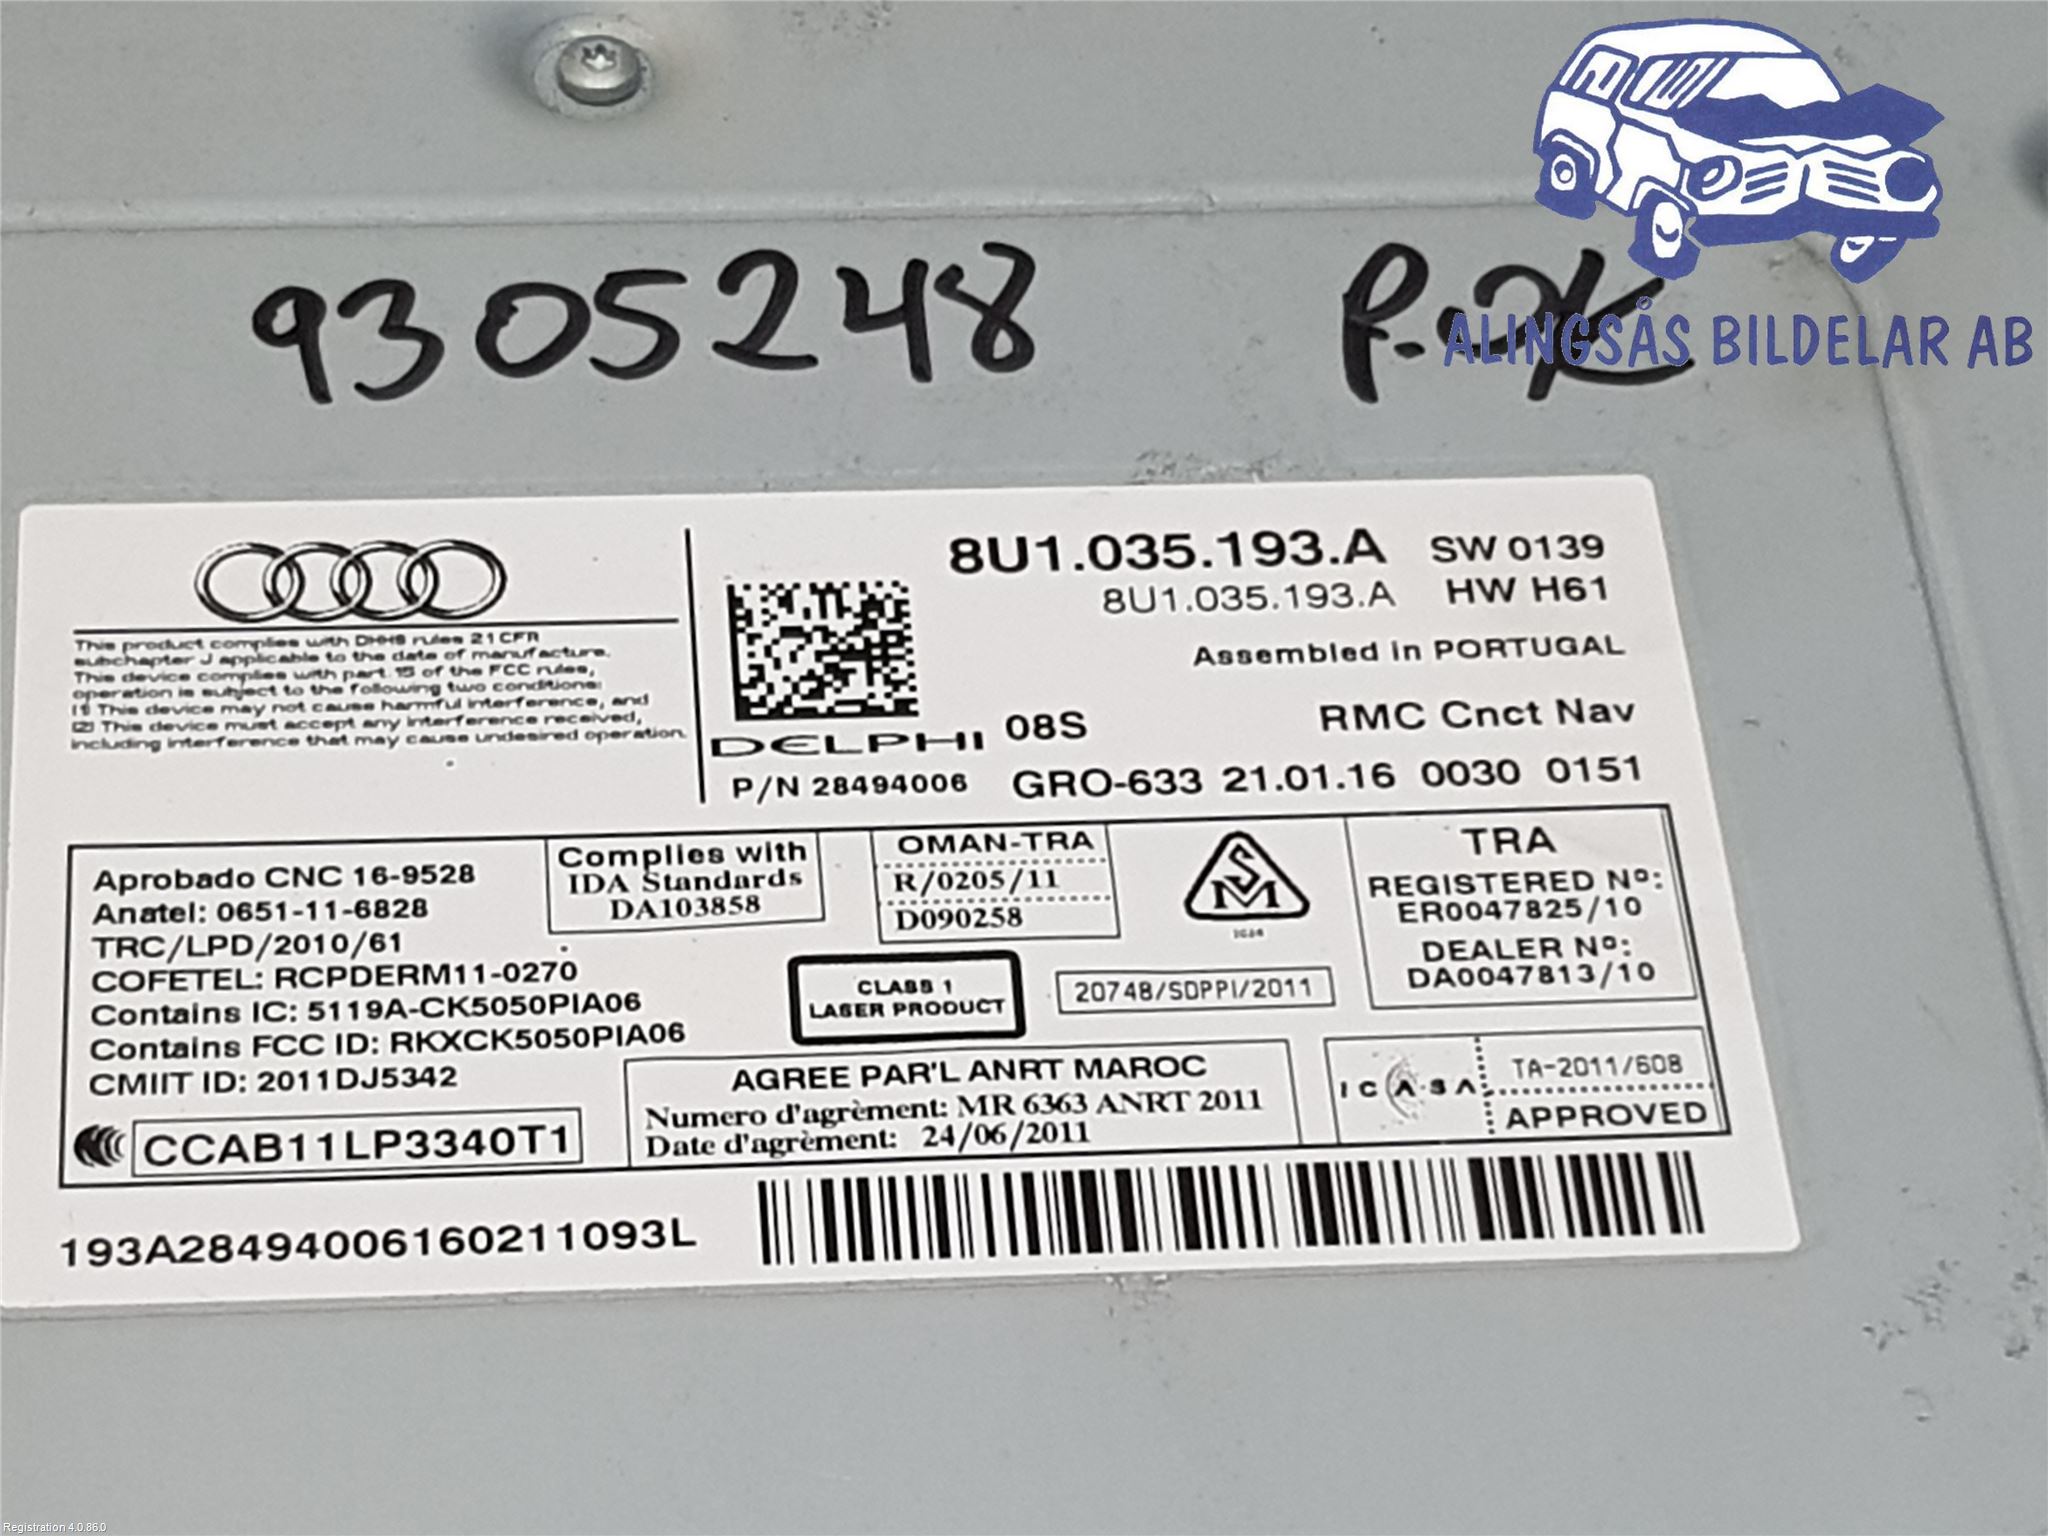 9305248
ALINGSÅS BILDELAR AB
This product complies with DHHS rules 21CFR
subchapter J applicable to the date of manufacture.
This device complies with part 15 of the FCC rules,
operation is subject to the following two conditions:
(1) This device may not cause harmful interference, and
(2) This device must accept any interference received,
including interference that may cause undesired operation.
8U1.035.193.A SW 0139
8U1.035.193.A HW H61
Assembled in PORTUGAL
DELPHI 08S RMC Cnct Nav
P/N 28494006 GRO-633 21.01.16 0030 0151
Aprobado CNC 16-9528
Anatel: 0651-11-6828
TRC/LPD/2010/61
COFETEL: RCPDERM11-0270
Contains IC: 5119A-CK5050PIA06
Contains FCC ID: RKXCK5050PIA06
CMIIT ID: 2011DJ5342
CCAB11LP3340T1
Complies with
IDA Standards
DA103858
OMAN-TRA
R/0205/11
D090258
SM
TRA
REGISTERED Nº:
ER0047825/10
DEALER Nº:
DA0047813/10
CLASS 1
LASER PRODUCT
20748/SDPPI/2011
AGREE PAR'L ANRT MAROC
Numero d'agrèment: MR 6363 ANRT 2011
Date d'agrèment: 24/06/2011
ICASA
TA-2011/608
APPROVED
193A28494006160211093L
Registration 4.0.86.0